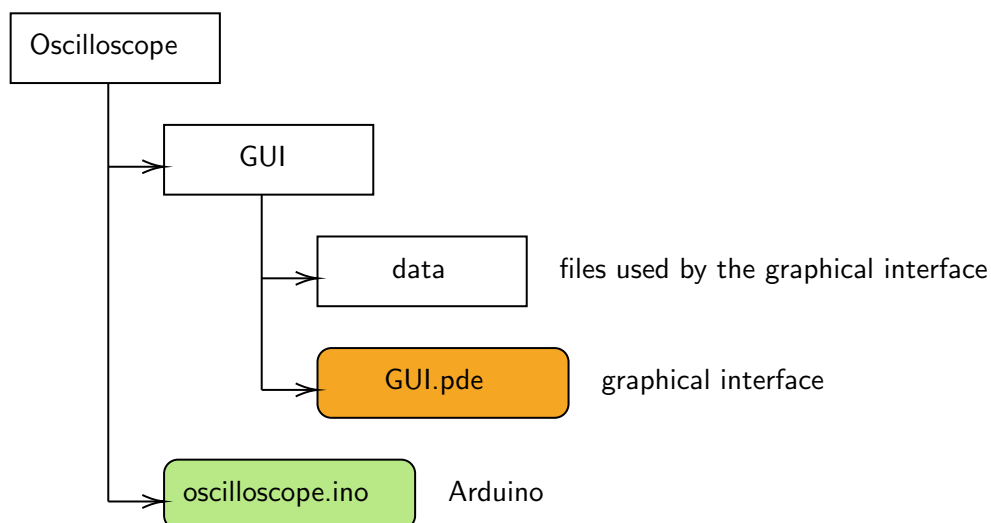 Oscilloscope
GUI
data files used by the graphical interface
GUI.pde graphical interface
oscilloscope.ino Arduino